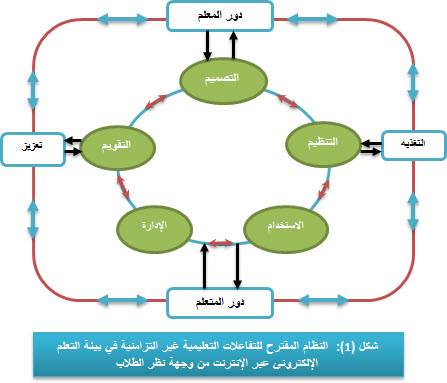 دور المعلم
التصميم
التغذيه
التنظيم
التقويم
تعزيز
الاستخدام
الإدارة
دور المتعلم
شكل (1): النظام المقترح للتفاعلات التعليمية غير التزامنية في بيئة التعلم
الإلكتروني عبر الإنترنت من وجهة نظر الطلاب